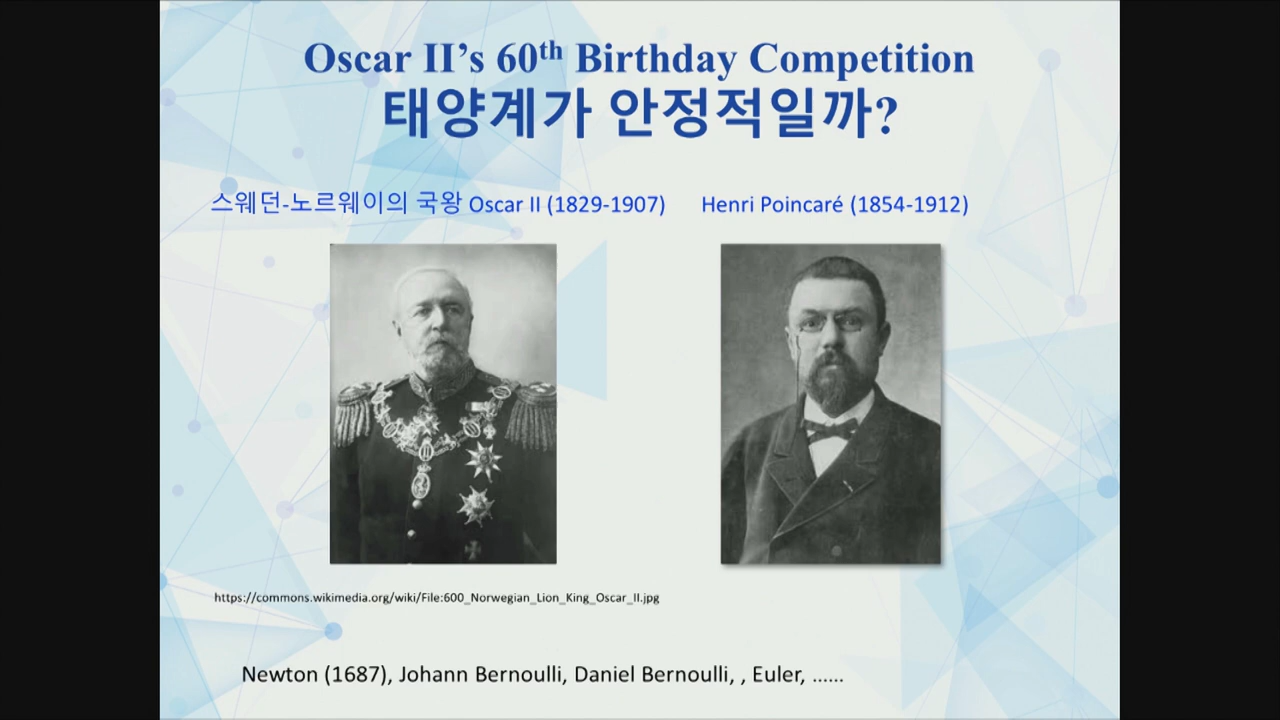 Oscar II’s 60th Birthday Competition
태양계가 안정적일까?
스웨덴-노르웨이의 국왕 Oscar II (1829-1907)
Henri Poincaré (1854-1912)
https://commons.wikimedia.org/wiki/File:600_Norwegian_Lion_King_Oscar_II.jpg
Newton (1687), Johann Bernoulli, Daniel Bernoulli, , Euler, ......